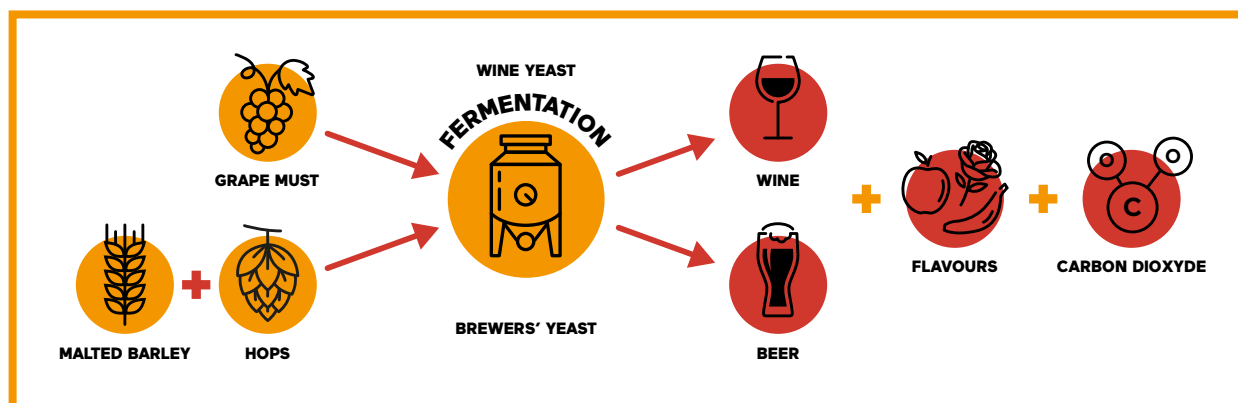 WINE YEAST
FERMENTATION
GRAPE MUST
WINE
O
O
C
FLAVOURS
CARBON DIOXYDE
BREWERS’ YEAST
MALTED BARLEY
HOPS
BEER